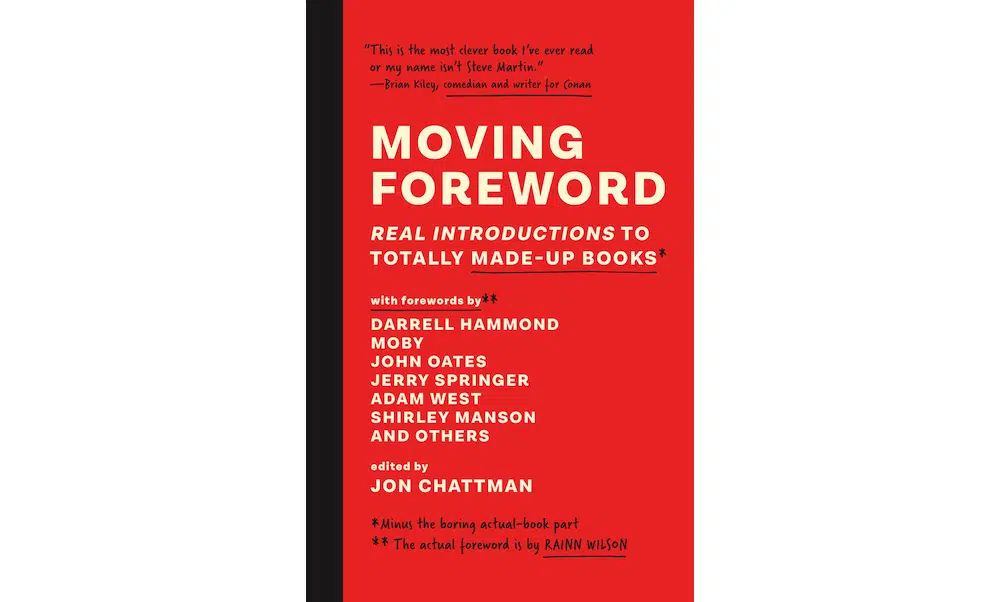 "This is the most clever book I've ever read
or my name isn't Steve Martin."
—Brian Kiley, comedian and writer for Conan
MOVING
FOREWORD
REAL INTRODUCTIONS TO
TOTALLY MADE-UP BOOKS*
with forewords by**
DARRELL HAMMOND
MOBY
JOHN OATES
JERRY SPRINGER
ADAM WEST
SHIRLEY MANSON
AND OTHERS
edited by
JON CHATTMAN
*Minus the boring actual-book part
** The actual foreword is by RAINN WILSON